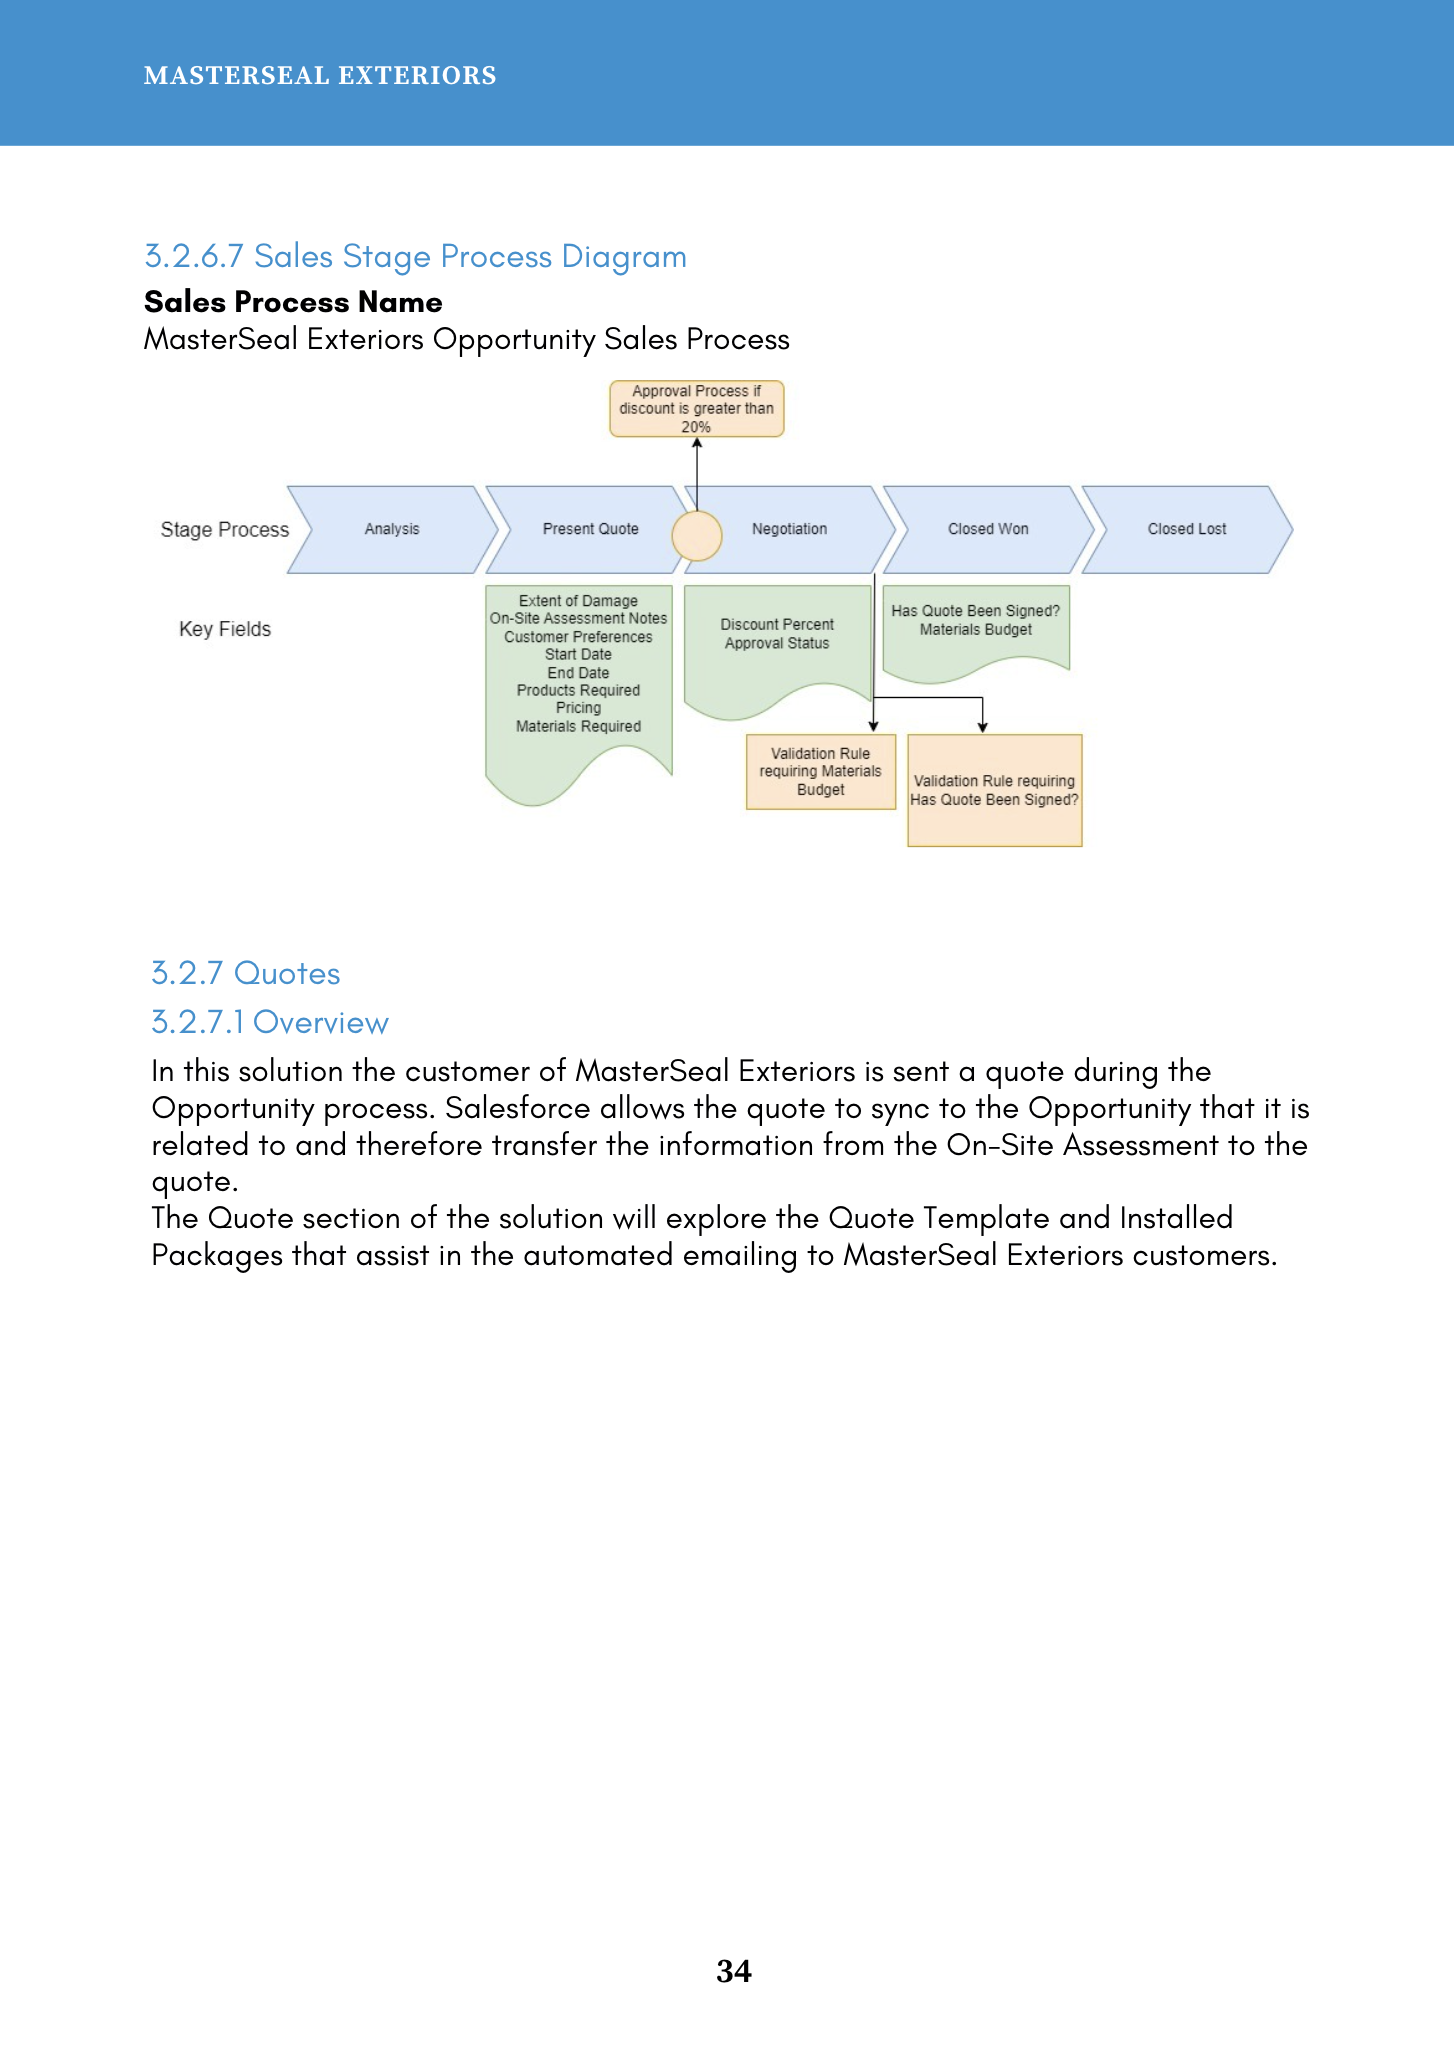 MASTERSEAL EXTERIORS
3.2.6.7 Sales Stage Process Diagram
Sales Process Name
MasterSeal Exteriors Opportunity Sales Process
Approval Process if
discount is greater than
20%
Stage Process
Analysis
Present Quote
Negotiation
Closed Won
Closed Lost
Key Fields
Extent of Damage
On-Site Assessment Notes
Customer Preferences
Start Date
End Date
Products Required
Pricing
Materials Required
Discount Percent
Approval Status
Has Quote Been Signed?
Materials Budget
Validation Rule
requiring Materials
Budget
Validation Rule requiring
Has Quote Been Signed?
3.2.7 Quotes
3.2.7.1 Overview
In this solution the customer of MasterSeal Exteriors is sent a quote during the
Opportunity process. Salesforce allows the quote to sync to the Opportunity that it is
related to and therefore transfer the information from the On-Site Assessment to the
quote.
The Quote section of the solution will explore the Quote Template and Installed
Packages that assist in the automated emailing to MasterSeal Exteriors customers.
34